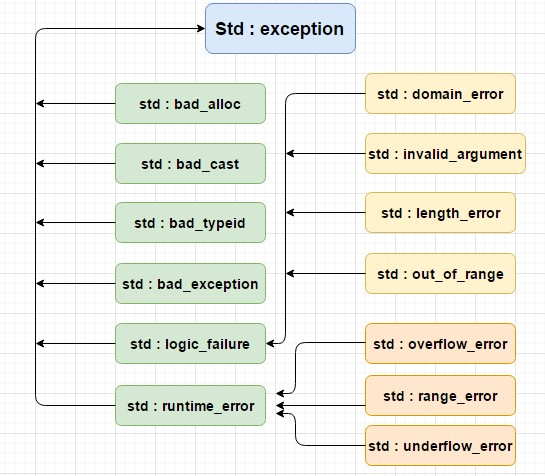 Std : exception
std : bad_alloc
std : bad_cast
std : bad_typeid
std : bad_exception
std : logic_failure
std : runtime_error
std : domain_error
std : invalid_argument
std : length_error
std : out_of_range
std : overflow_error
std : range_error
std : underflow_error